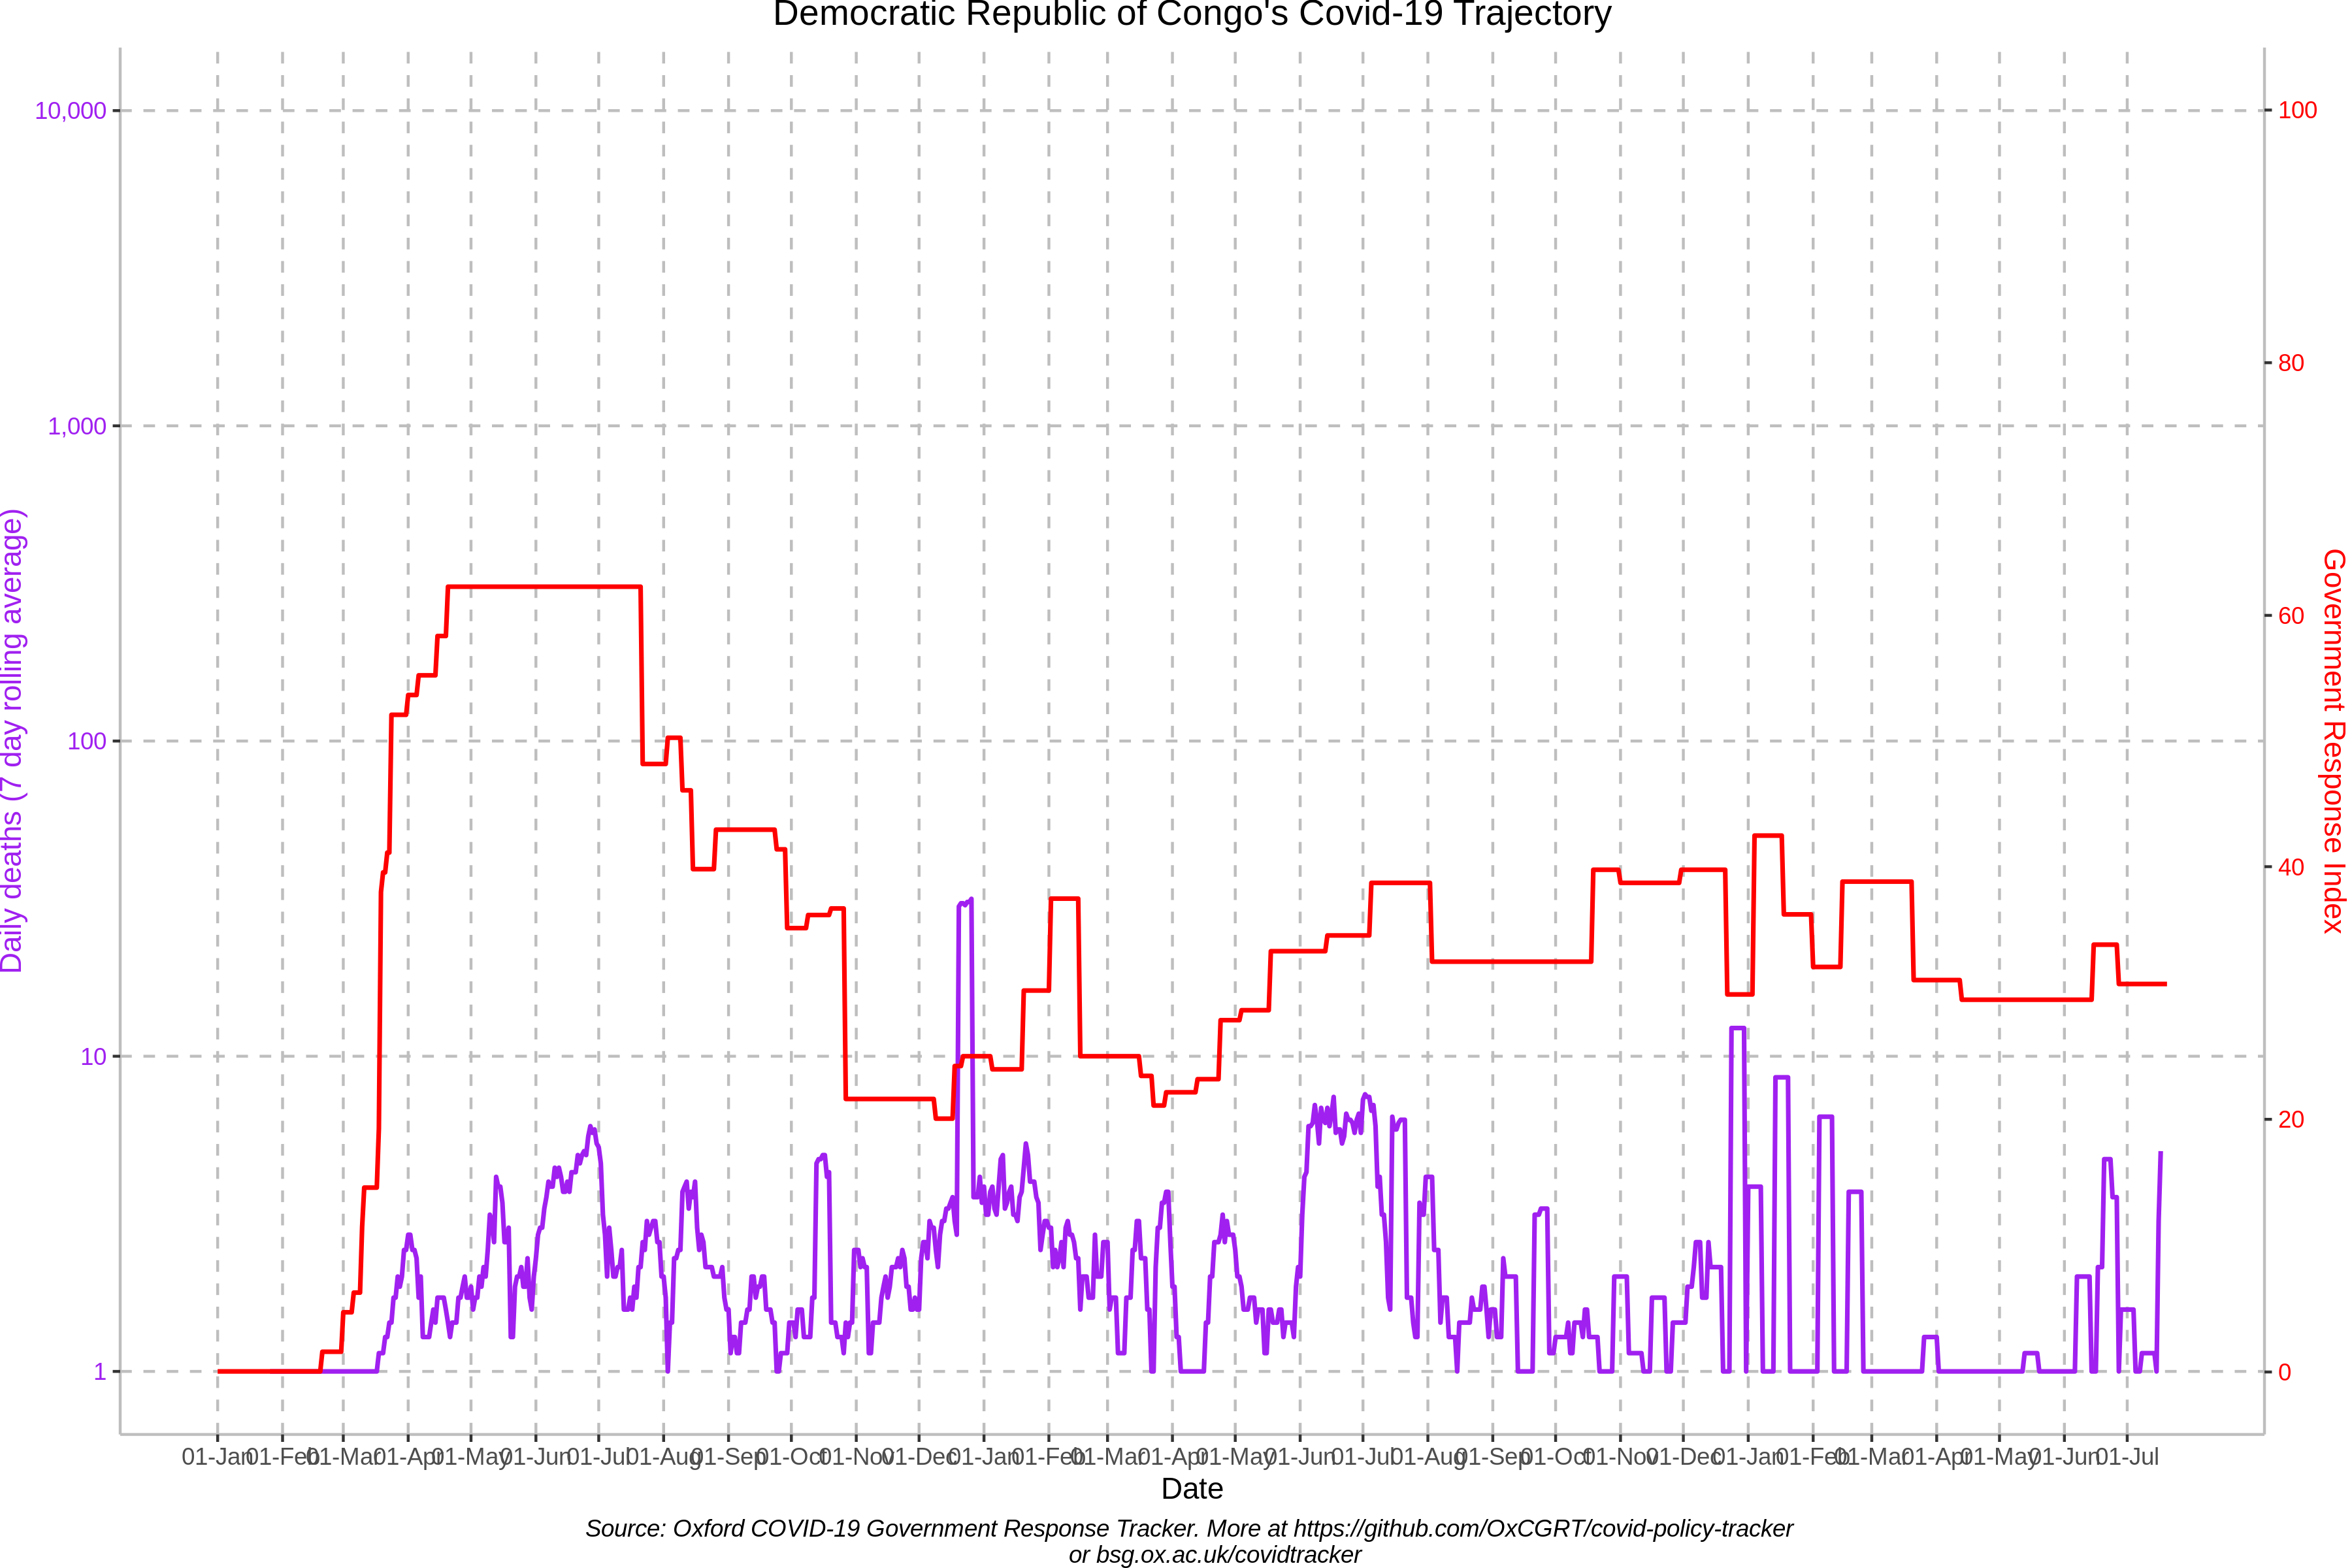 Democratic Republic of Congo's Covid-19 Trajectory
10,000
1,000
100
10
1
Daily deaths (7 day rolling average)
100
80
60
40
20
0
Government Response Index
01-Jan 01-Feb 01-Mar 01-Apr 01-May 01-Jun 01-Jul 01-Aug 01-Sep 01-Oct 01-Nov 01-Dec 01-Jan 01-Feb 01-Mar 01-Apr 01-May 01-Jun 01-Jul 01-Aug 01-Sep 01-Oct 01-Nov 01-Dec 01-Jan 01-Feb 01-Mar 01-Apr 01-May 01-Jun 01-Jul
Date
Source: Oxford COVID-19 Government Response Tracker. More at https://github.com/OxCGRT/covid-policy-tracker
or bsg.ox.ac.uk/covidtracker